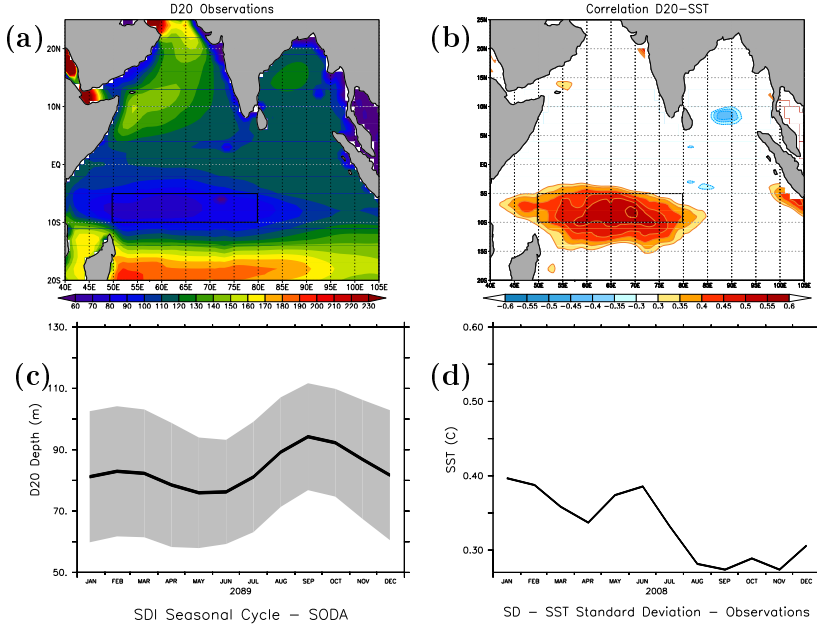 D20 Observations
(a)
20N
10N
EQ
10S
20S
40E 45E 50E 55E 60E 65E 70E 75E 80E 85E 90E 95E 100E 105E
60 70 80 90 100 110 120 130 140 150 160 170 180 190 200 210 220 230
Correlation D20-SST
(b)
25N
20N
15N
10N
5N
EQ
5S
10S
15S
20S
40E 45E 50E 55E 60E 65E 70E 75E 80E 85E 90E 95E 100E 105E
-0.6 -0.55 -0.5 -0.45 -0.4 -0.35 -0.3 0.3 0.35 0.4 0.45 0.5 0.55 0.6
(c)
130.
110.
90.
70.
50.
D20 Depth (m)
JAN FEB MAR APR MAY JUN JUL AUG SEP OCT NOV DEC
2089
SDI Seasonal Cycle - SODA
(d)
0.60
0.50
0.40
0.30
SST (C)
JAN FEB MAR APR MAY JUN JUL AUG SEP OCT NOV DEC
2008
SD - SST Standard Deviation - Observations